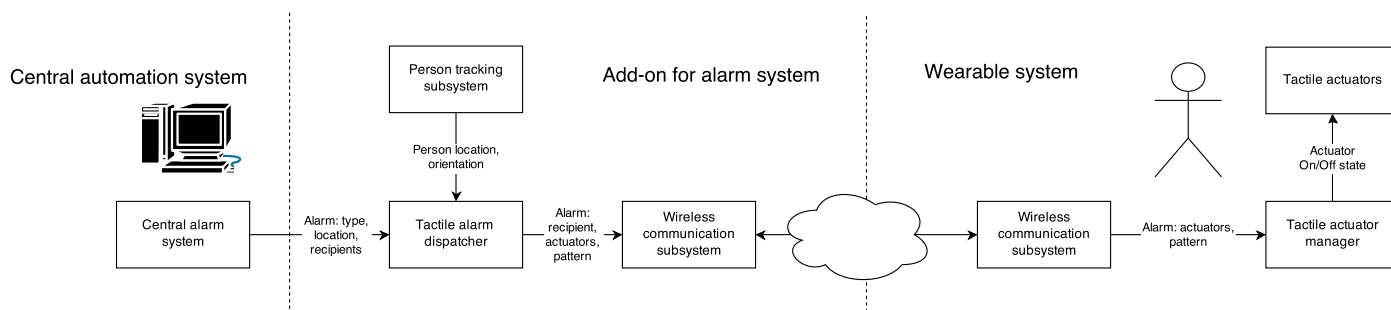 Central automation system
Central alarm
system
Alarm: type,
location,
recipients
Person tracking
subsystem
Person location,
orientation
Tactile alarm
dispatcher
Alarm:
recipient,
actuators,
pattern
Add-on for alarm system
Wireless
communication
subsystem
Wearable system
Wireless
communication
subsystem
Alarm: actuators,
pattern
Tactile actuators
Actuator
On/Off state
Tactile actuator
manager